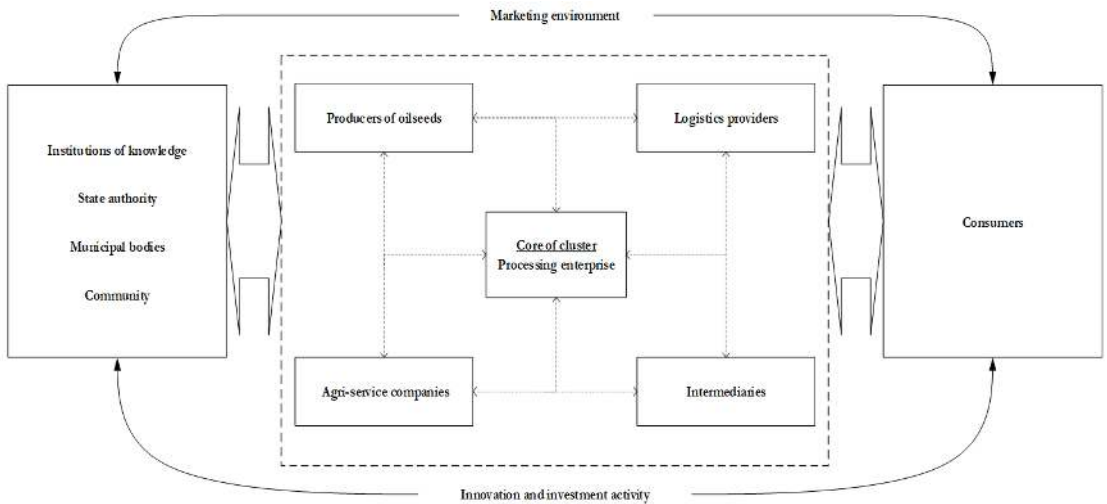 Marketing environment
Producers of oilseeds
Logistics providers
Institutions of knowledge
State authority
Municipal bodies
Community
Core of cluster
Processing enterprise
Consumers
Agri-service companies
Intermediaries
Innovation and investment activity